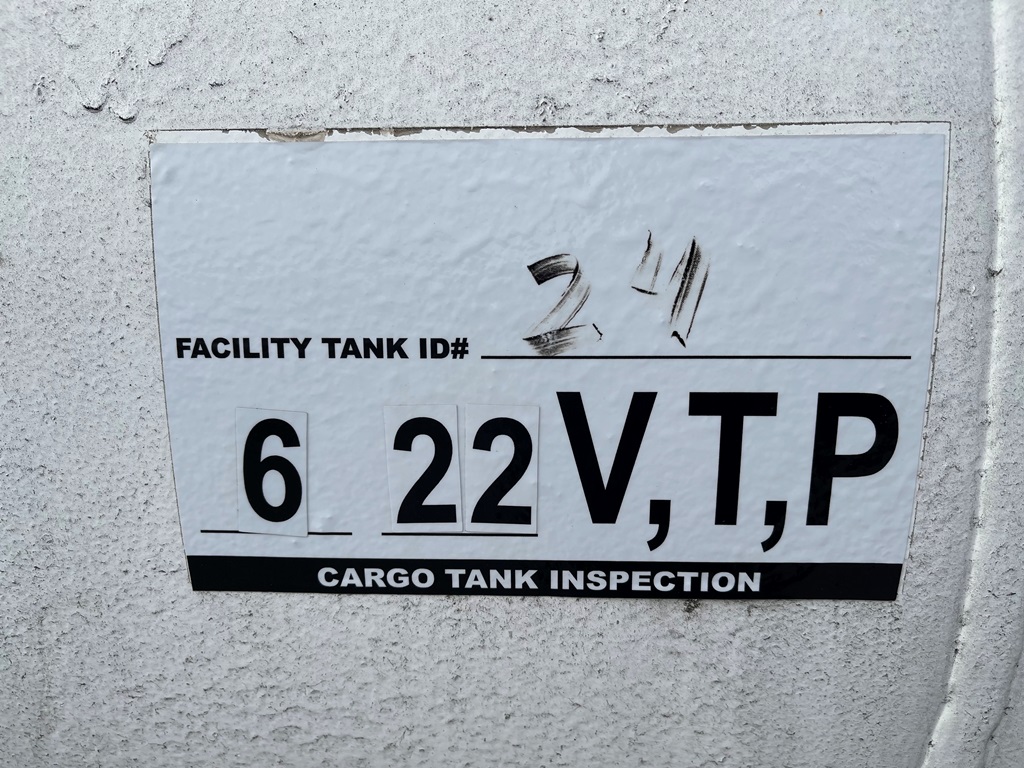 FACILITY TANK ID# 24
6 22 V,T,P
CARGO TANK INSPECTION